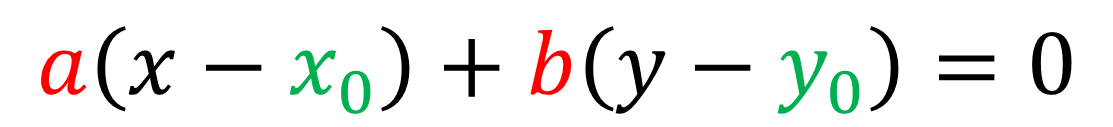 a(x − x₀) + b(y − y₀) = 0